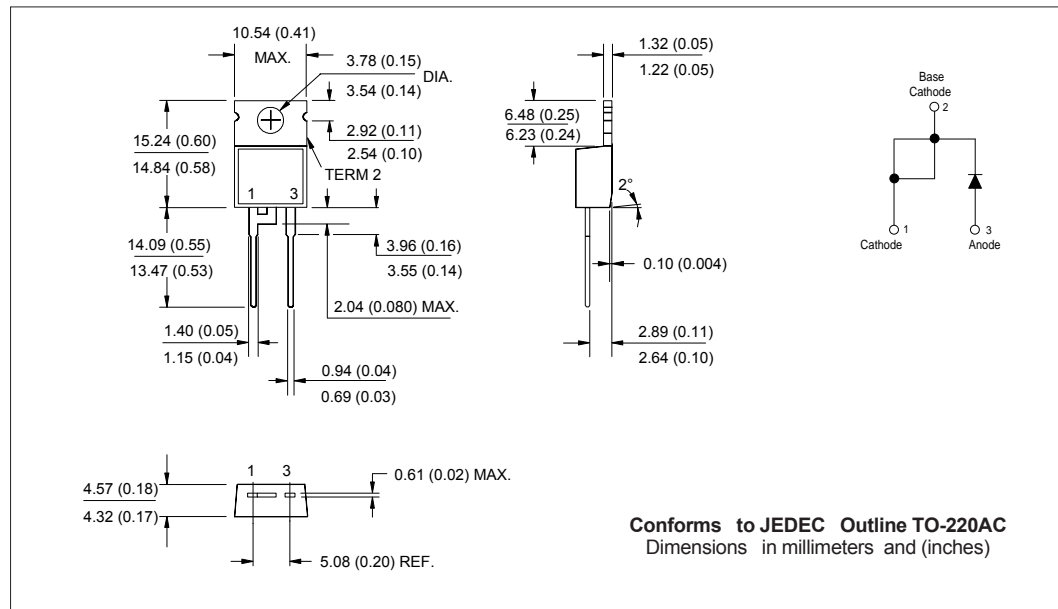 10.54 (0.41)
MAX.
3.78 (0.15)
3.54 (0.14)
DIA.
15.24 (0.60)
14.84 (0.58)
2.92 (0.11)
2.54 (0.10)
TERM 2
1
3
14.09 (0.55)
13.47 (0.53)
3.96 (0.16)
3.55 (0.14)
2.04 (0.080) MAX.
1.40 (0.05)
1.15 (0.04)
0.94 (0.04)
0.69 (0.03)
1.32 (0.05)
1.22 (0.05)
6.48 (0.25)
6.23 (0.24)
2°
0.10 (0.004)
2.89 (0.11)
2.64 (0.10)
Base
Cathode
2
1
Cathode
3
Anode
1
3
4.57 (0.18)
4.32 (0.17)
0.61 (0.02) MAX.
5.08 (0.20) REF.
Conforms to JEDEC Outline TO-220AC
Dimensions in millimeters and (inches)